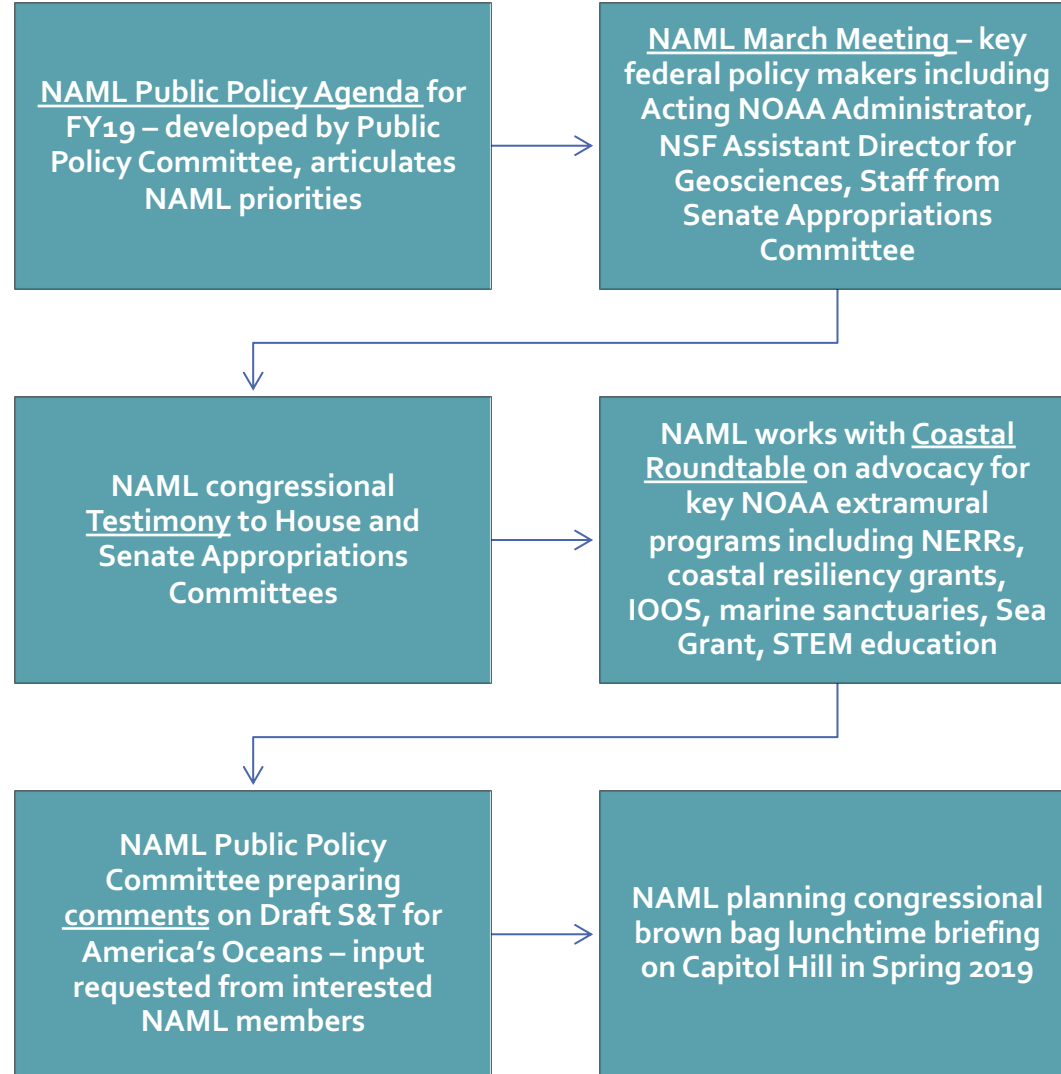 NAML Public Policy Agenda for
FY19 – developed by Public
Policy Committee, articulates
NAML priorities
NAML March Meeting – key
federal policy makers including
Acting NOAA Administrator,
NSF Assistant Director for
Geosciences, Staff from
Senate Appropriations
Committee
NAML congressional
Testimony to House and
Senate Appropriations
Committees
NAML works with Coastal
Roundtable on advocacy for
key NOAA extramural
programs including NERRs,
coastal resiliency grants,
IOOS, marine sanctuaries, Sea
Grant, STEM education
NAML Public Policy
Committee preparing
comments on Draft S&T for
America’s Oceans – input
requested from interested
NAML members
NAML planning congressional
brown bag lunchtime briefing
on Capitol Hill in Spring 2019